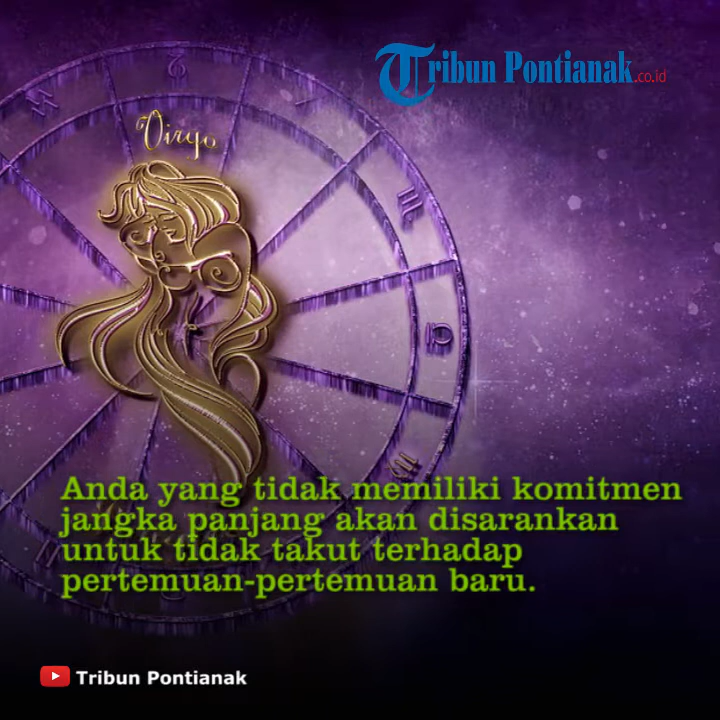 Tribun Pontianak.co.id
Virgo
Anda yang tidak memiliki komitmen
jangka panjang akan disarankan
untuk tidak takut terhadap
pertemuan-pertemuan baru.
Tribun Pontianak